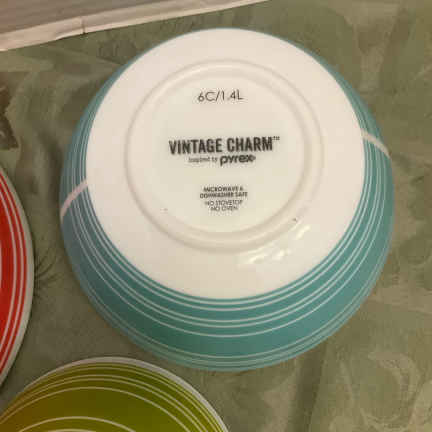 6C/1.4L
VINTAGE CHARM™
inspired by pyrex®
MICROWAVE &
DISHWASHER SAFE
NO STOVETOP
NO OVEN